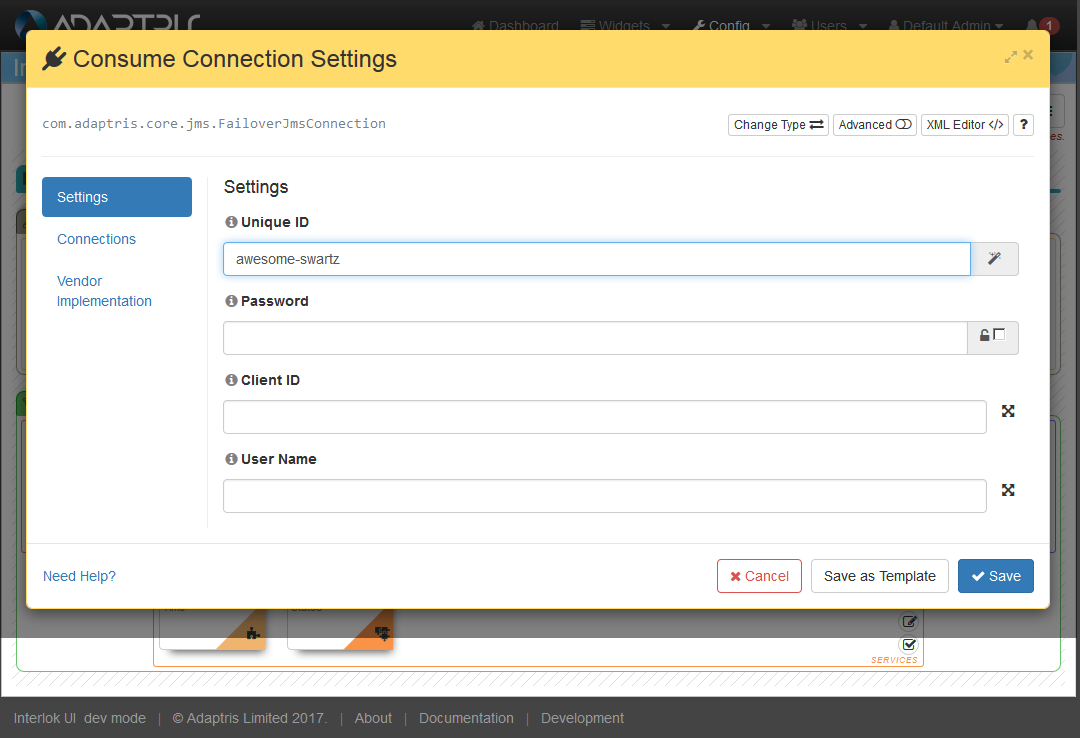 ADAPTRIS
Dashboard Widgets Config Users Default Admin 1
Consume Connection Settings
com.adaptris.core.jms.FailoverJmsConnection
Change Type Advanced XML Editor </> ?
Settings
Connections
Vendor
Implementation
Settings
Unique ID
awesome-swartz
Password
Client ID
User Name
Need Help?
Cancel Save as Template Save
SERVICES
Interlok UI dev mode | © Adaptris Limited 2017. | About | Documentation | Development